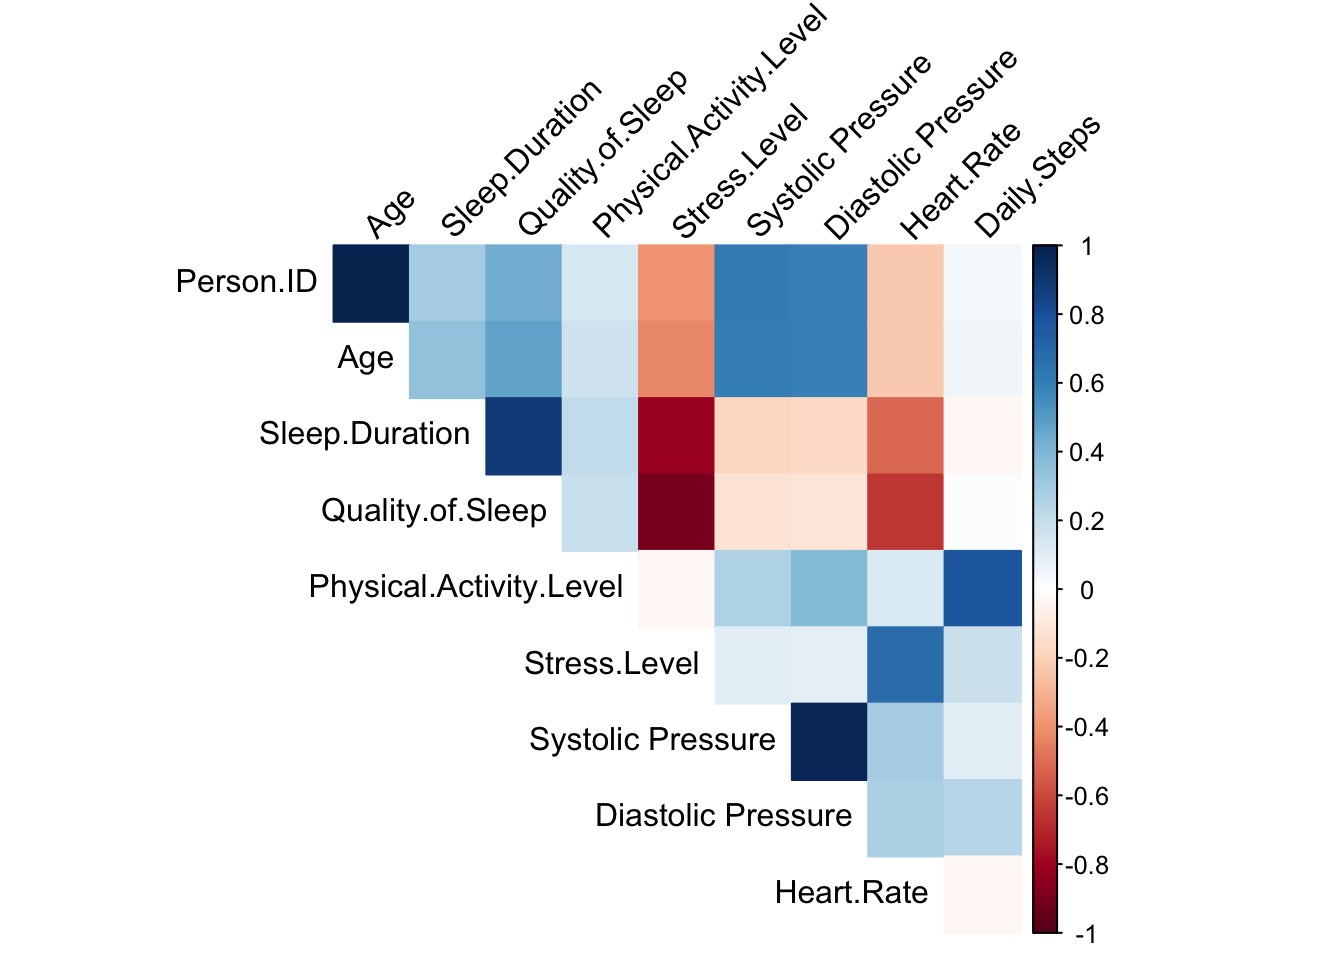 Age
Sleep.Duration
Quality.of.Sleep
Physical.Activity.Level
Stress.Level
Systolic Pressure
Diastolic Pressure
Heart.Rate
Daily.Steps
Person.ID
Age
Sleep.Duration
Quality.of.Sleep
Physical.Activity.Level
Stress.Level
Systolic Pressure
Diastolic Pressure
Heart.Rate
1
0.8
0.6
0.4
0.2
0
-0.2
-0.4
-0.6
-0.8
-1